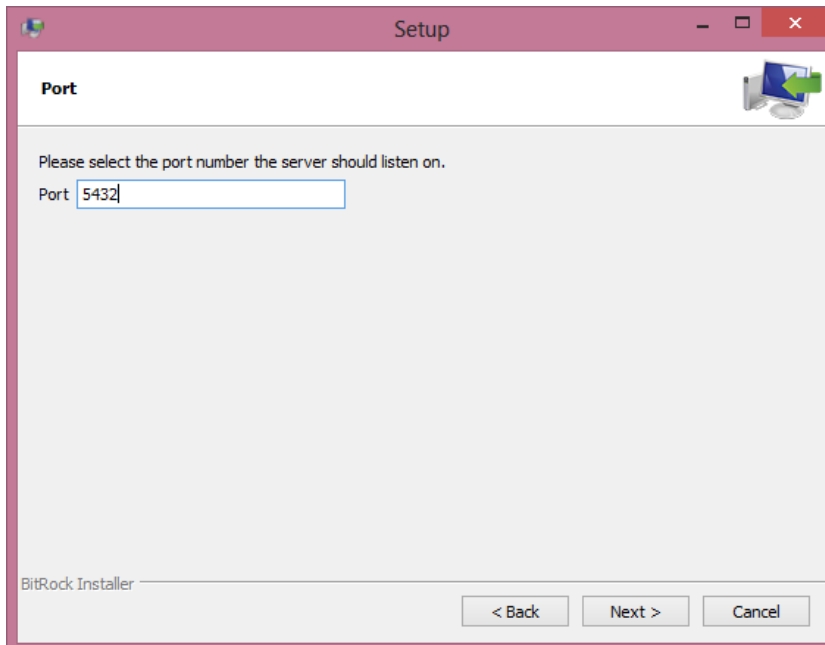 Setup
Port
Please select the port number the server should listen on.
Port 5432
BitRock Installer
< Back Next > Cancel